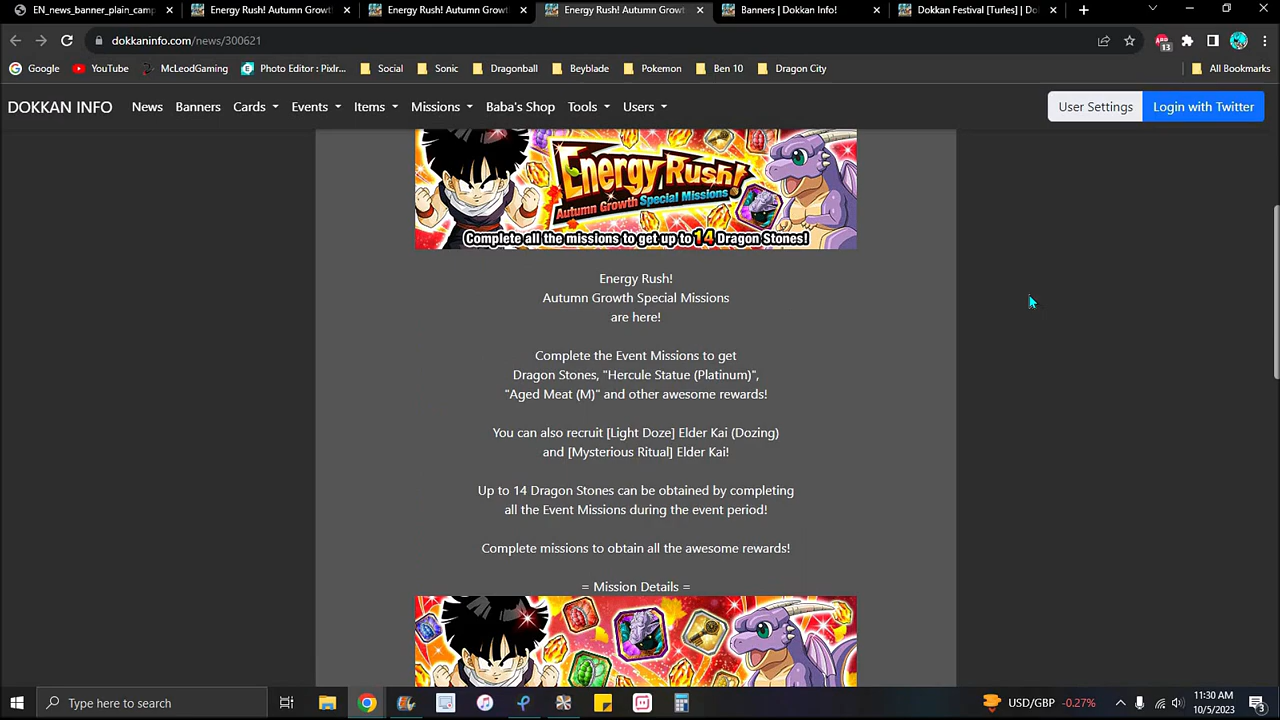 EN_news_banner_plain_camp
Energy Rush! Autumn Growt
Energy Rush! Autumn Growt
Energy Rush! Autumn Growt
Banners | Dokkan Info!
Dokkan Festival [Turles] | Do
dokkaninfo.com/news/300621
13
Google
YouTube
McLeodGaming
Photo Editor : Pixlr...
Social
Sonic
Dragonball
Beyblade
Pokemon
Ben 10
Dragon City
All Bookmarks
DOKKAN INFO
News
Banners
Cards
Events
Items
Missions
Baba's Shop
Tools
Users
User Settings
Login with Twitter
Energy Rush!
Autumn Growth Special Missions
Complete all the missions to get up to 14 Dragon Stones!
Energy Rush!
Autumn Growth Special Missions
are here!
Complete the Event Missions to get
Dragon Stones, "Hercule Statue (Platinum)",
"Aged Meat (M)" and other awesome rewards!
You can also recruit [Light Doze] Elder Kai (Dozing)
and [Mysterious Ritual] Elder Kai!
Up to 14 Dragon Stones can be obtained by completing
all the Event Missions during the event period!
Complete missions to obtain all the awesome rewards!
= Mission Details =
Type here to search
USD/GBP -0.27%
11:30 AM
10/5/2023
3